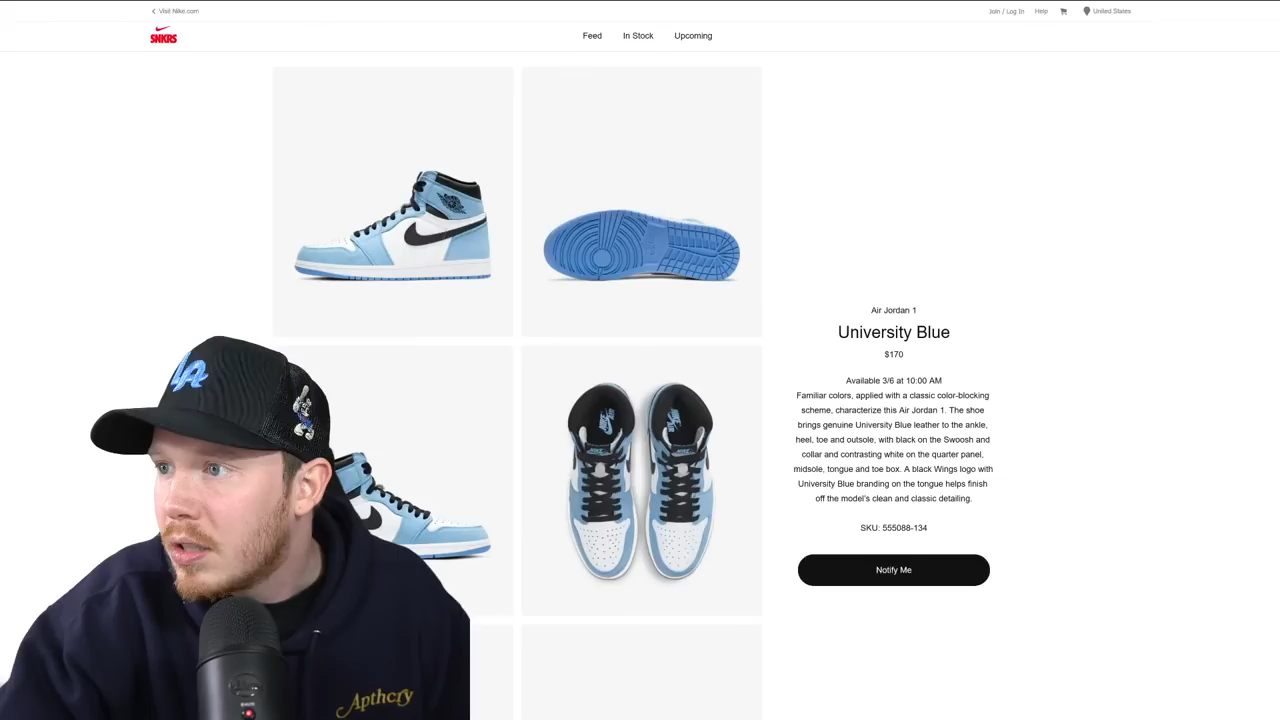 Visit Nike.com
Join / Log In
Help
United States
SNKRS
Feed
In Stock
Upcoming
Air Jordan 1
University Blue
$170
Available 3/6 at 10:00 AM
Familiar colors, applied with a classic color-blocking
scheme, characterize this Air Jordan 1. The shoe
brings genuine University Blue leather to the ankle,
heel, toe and outsole, with black on the Swoosh and
collar and contrasting white on the quarter panel,
midsole, tongue and toe box. A black Wings logo with
University Blue branding on the tongue helps finish
off the model's clean and classic detailing.
SKU: 555088-134
Notify Me
LA
Apthcry